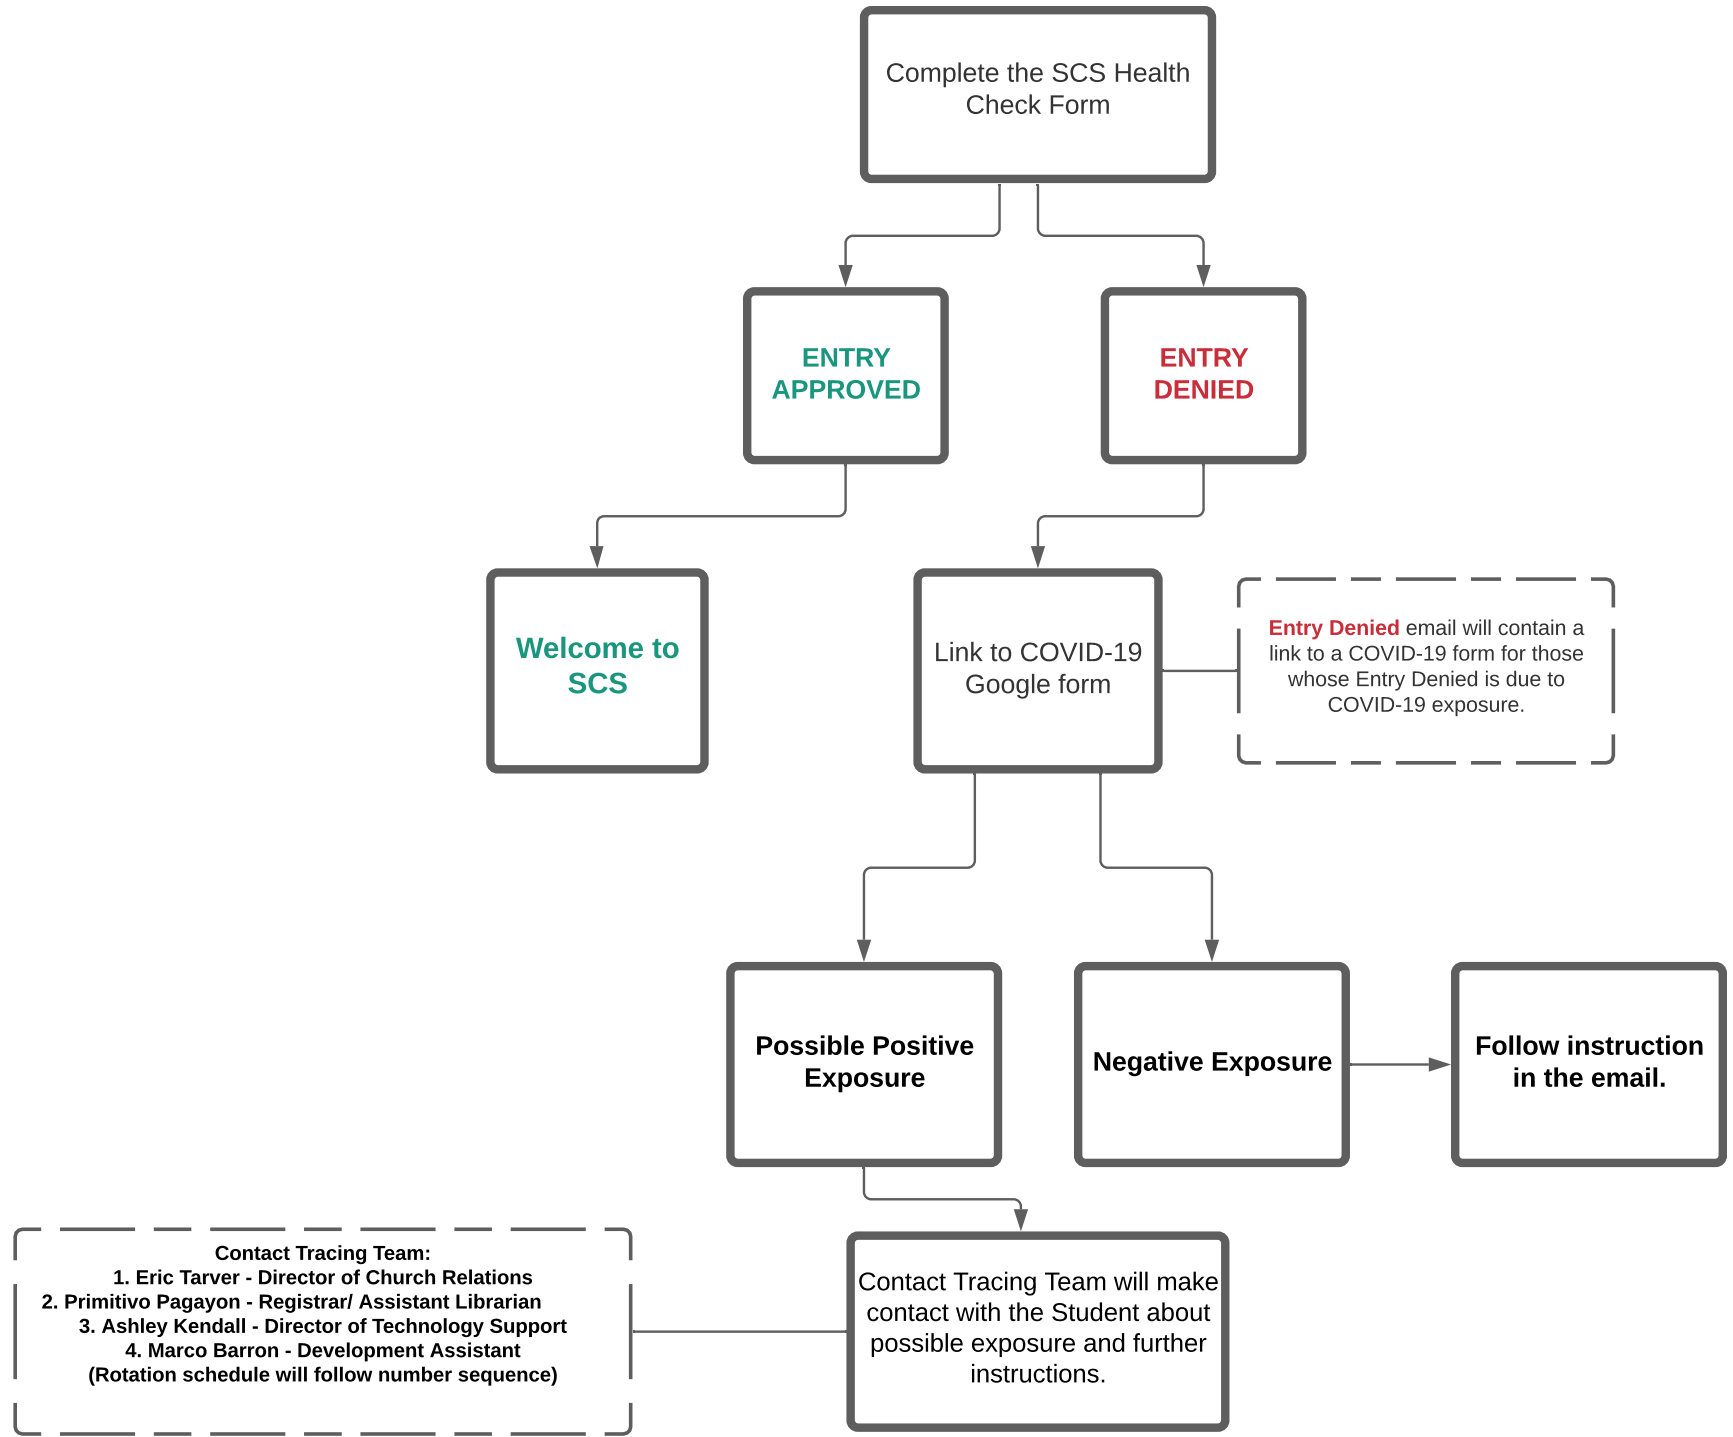 Complete the SCS Health
Check Form
ENTRY
APPROVED
ENTRY
DENIED
Welcome to
SCS
Link to COVID-19
Google form
Entry Denied email will contain a
link to a COVID-19 form for those
whose Entry Denied is due to
COVID-19 exposure.
Possible Positive
Exposure
Negative Exposure
Follow instruction
in the email.
Contact Tracing Team:
1. Eric Tarver - Director of Church Relations
2. Primitivo Pagayon - Registrar/ Assistant Librarian
3. Ashley Kendall - Director of Technology Support
4. Marco Barron - Development Assistant
(Rotation schedule will follow number sequence)
Contact Tracing Team will make
contact with the Student about
possible exposure and further
instructions.